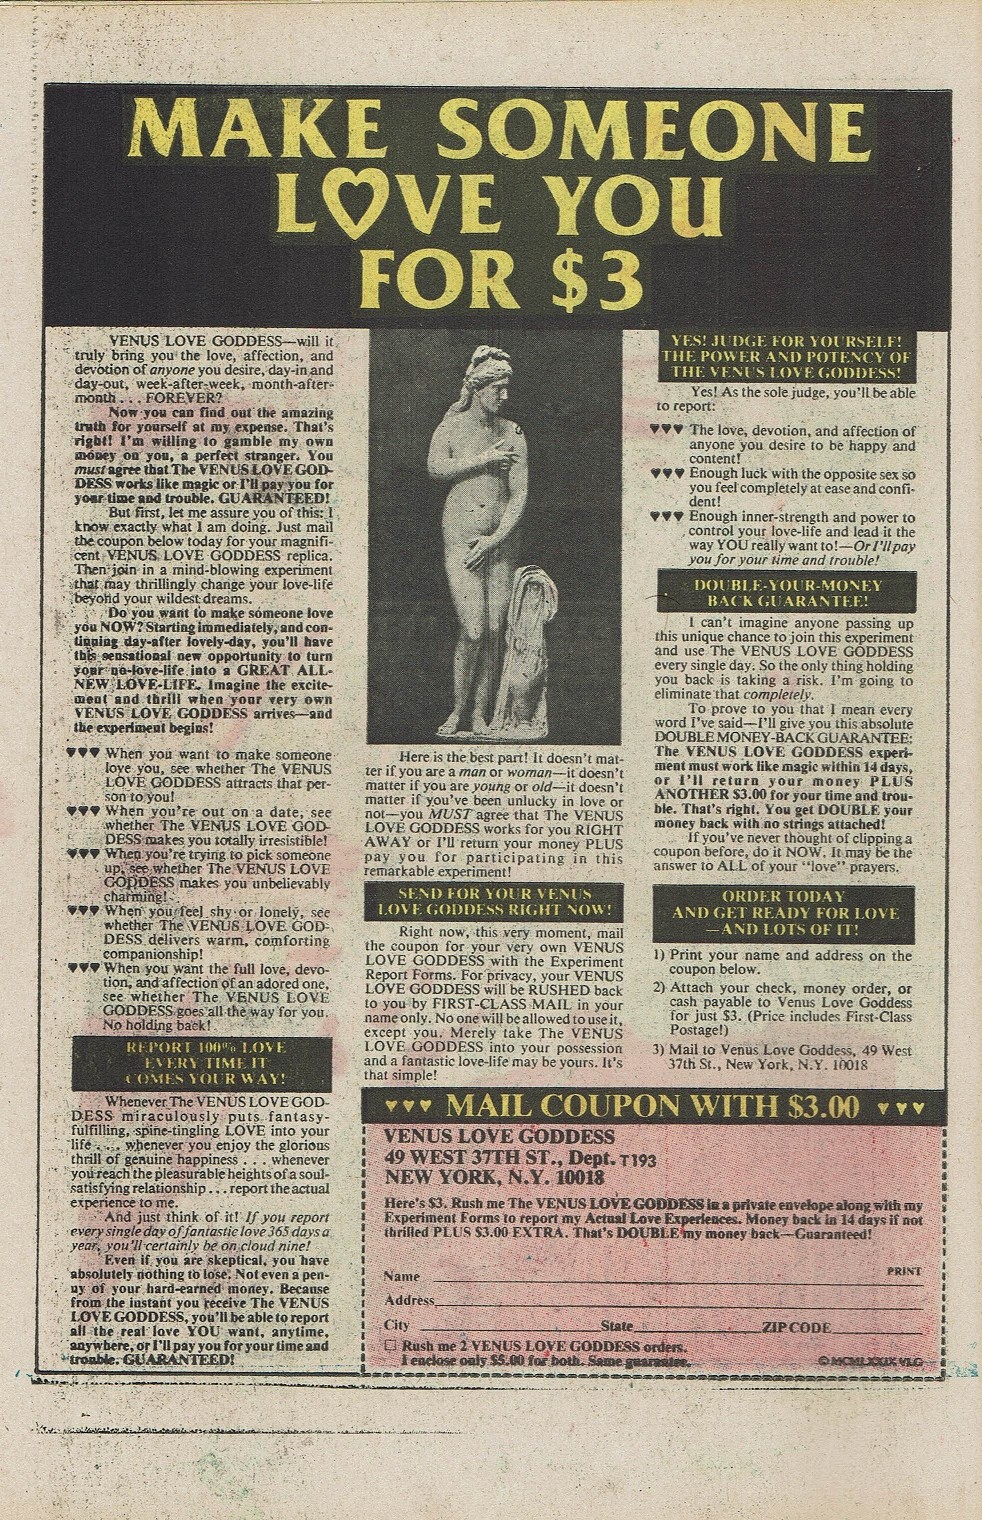 MAKE SOMEONE
LOVE YOU
FOR $3
VENUS LOVE GODDESS—will it
truly bring you the love, affection, and
devotion of anyone you desire, day-in and
day-out, week-after-week, month-after-
month . . . FOREVER?
Now you can find out the amazing
truth for yourself at my expense. That's
right! I'm willing to gamble my own
money on you, a perfect stranger. You
must agree that The VENUS LOVE GOD-
DESS works like magic or I'll pay you for
your time and trouble. GUARANTEED!
But first, let me assure you of this: I
know exactly what I am doing. Just mail
the coupon below today for your magnifi-
cent VENUS LOVE GODDESS replica.
Then join in a mind-blowing experiment
that may thrillingly change your love-life
beyond your wildest dreams.
Do you want to make someone love
you NOW? Starting immediately, and con-
tinuing day-after lovely-day, you'll have
this sensational new opportunity to turn
your no-love-life into a GREAT ALL-
NEW LOVE-LIFE. Imagine the excite-
ment and thrill when your very own
VENUS LOVE GODDESS arrives—and
the experiment begins!
♥♥♥ When you want to make someone
love you, see whether The VENUS
LOVE GODDESS attracts that per-
son to you!
♥♥♥ When you're out on a date, see
whether The VENUS LOVE GOD-
DESS makes you totally irresistible!
♥♥♥ When you're trying to pick someone
up, see whether The VENUS LOVE
GODDESS makes you unbelievably
charming!
♥♥♥ When you feel shy or lonely, see
whether The VENUS LOVE GOD-
DESS delivers warm, comforting
companionship!
♥♥♥ When you want the full love, devo-
tion, and affection of an adored one,
see whether The VENUS LOVE
GODDESS goes all the way for you.
No holding back!
REPORT 100% LOVE
EVERY TIME IT
COMES YOUR WAY!
Whenever The VENUS LOVE GOD-
DESS miraculously puts fantasy-
fulfilling, spine-tingling LOVE into your
life . . . whenever you enjoy the glorious
thrill of genuine happiness . . . whenever
you reach the pleasurable heights of a soul-
satisfying relationship . . . report the actual
experience to me.
And just think of it! If you report
every single day of fantastic love 365 days a
year, you'll certainly be on cloud nine!
Even if you are skeptical, you have
absolutely nothing to lose. Not even a pen-
ny of your hard-earned money. Because
from the instant you receive The VENUS
LOVE GODDESS, you'll be able to report
all the real love YOU want, anytime,
anywhere, or I'll pay you for your time and
trouble. GUARANTEED!
Here is the best part! It doesn't mat-
ter if you are a man or woman—it doesn't
matter if you are young or old—it doesn't
matter if you've been unlucky in love or
not—you MUST agree that The VENUS
LOVE GODDESS works for you RIGHT
AWAY or I'll return your money PLUS
pay you for participating in this
remarkable experiment!
SEND FOR YOUR VENUS
LOVE GODDESS RIGHT NOW!
Right now, this very moment, mail
the coupon for your very own VENUS
LOVE GODDESS with the Experiment
Report Forms. For privacy, your VENUS
LOVE GODDESS will be RUSHED back
to you by FIRST-CLASS MAIL in your
name only. No one will be allowed to use it,
except you. Merely take The VENUS
LOVE GODDESS into your possession
and a fantastic love-life may be yours. It's
that simple!
YES! JUDGE FOR YOURSELF!
THE POWER AND POTENCY OF
THE VENUS LOVE GODDESS!
Yes! As the sole judge, you'll be able
to report:
♥♥♥ The love, devotion, and affection of
anyone you desire to be happy and
content!
♥♥♥ Enough luck with the opposite sex so
you feel completely at ease and confi-
dent!
♥♥♥ Enough inner-strength and power to
control your love-life and lead it the
way YOU really want to!—Or I'll pay
you for your time and trouble!
DOUBLE-YOUR-MONEY
BACK GUARANTEE!
I can't imagine anyone passing up
this unique chance to join this experiment
and use The VENUS LOVE GODDESS
every single day. So the only thing holding
you back is taking a risk. I'm going to
eliminate that completely.
To prove to you that I mean every
word I've said—I'll give you this absolute
DOUBLE MONEY-BACK GUARANTEE:
The VENUS LOVE GODDESS experi-
ment must work like magic within 14 days,
or I'll return your money PLUS
ANOTHER $3.00 for your time and trou-
ble. That's right. You get DOUBLE your
money back with no strings attached!
If you've never thought of clipping a
coupon before, do it NOW. It may be the
answer to ALL of your "love" prayers.
ORDER TODAY
AND GET READY FOR LOVE
—AND LOTS OF IT!
1) Print your name and address on the
coupon below.
2) Attach your check, money order, or
cash payable to Venus Love Goddess
for just $3. (Price includes First-Class
Postage!)
3) Mail to Venus Love Goddess, 49 West
37th St., New York, N.Y. 10018
♥♥♥ MAIL COUPON WITH $3.00 ♥♥♥
VENUS LOVE GODDESS
49 WEST 37TH ST., Dept. T193
NEW YORK, N.Y. 10018
Here's $3. Rush me The VENUS LOVE GODDESS in a private envelope along with my
Experiment Forms to report my Actual Love Experiences. Money back in 14 days if not
thrilled PLUS $3.00 EXTRA. That's DOUBLE my money back—Guaranteed!
Name PRINT
Address
City State ZIP CODE
☐ Rush me 2 VENUS LOVE GODDESS orders.
I enclose only $5.00 for both. Same guarantee.
© MCMLXXIX VLG